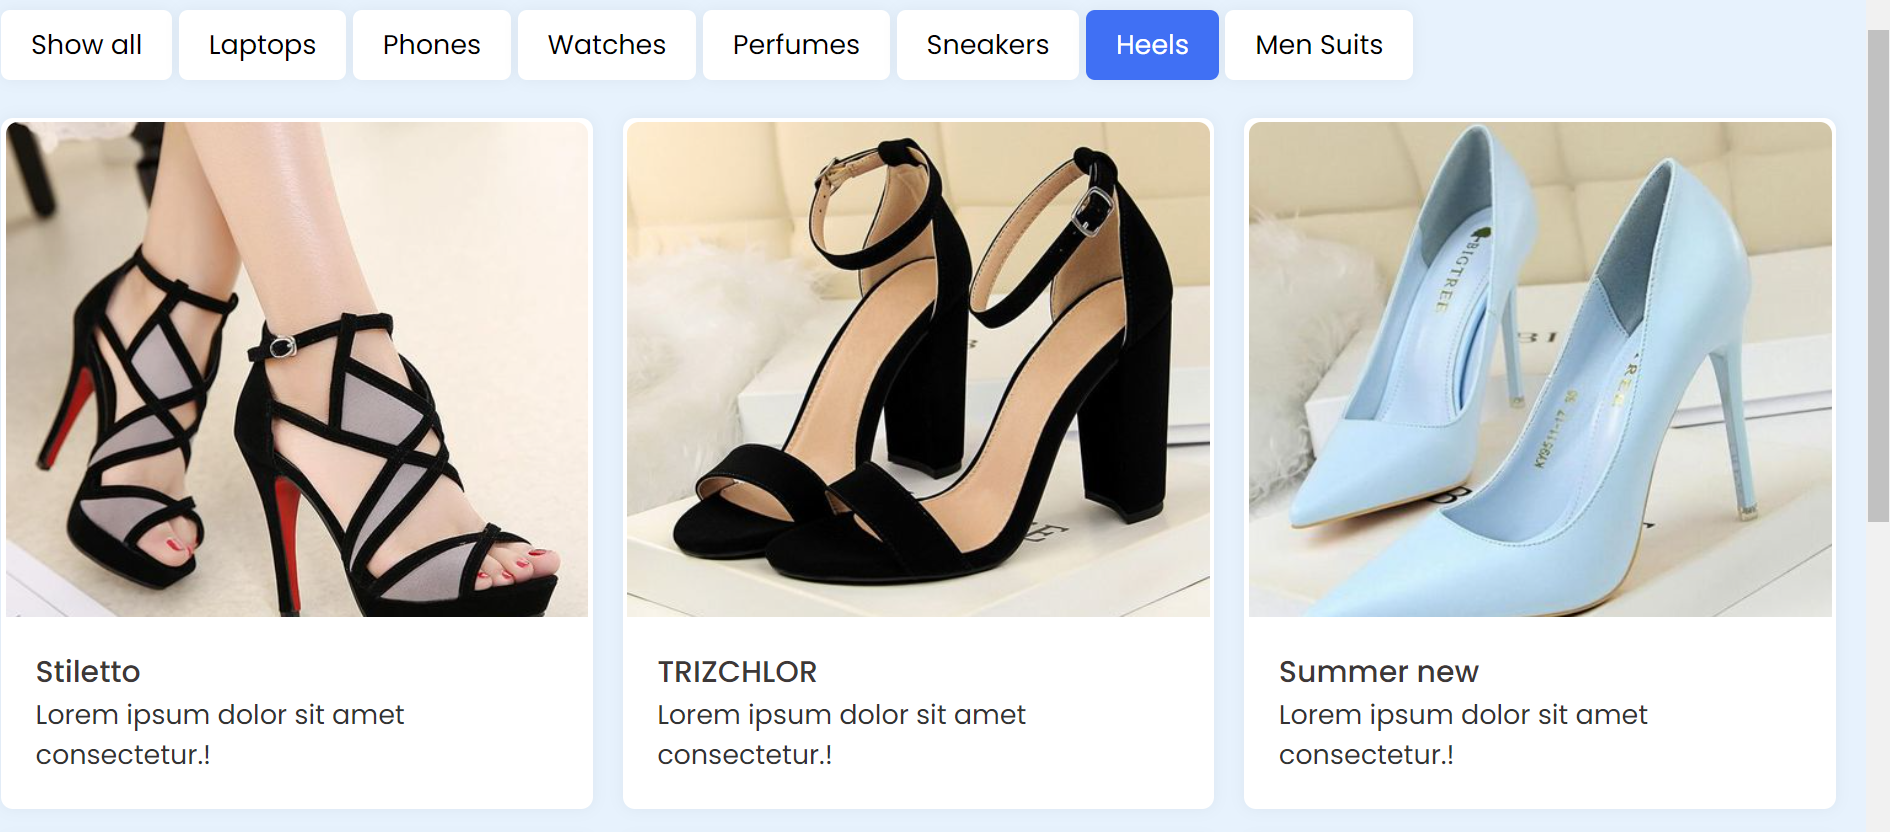 Show all
Laptops
Phones
Watches
Perfumes
Sneakers
Heels
Men Suits
BIGTREE
Stiletto
Lorem ipsum dolor sit amet
consectetur.!
TRIZCHLOR
Lorem ipsum dolor sit amet
consectetur.!
Summer new
Lorem ipsum dolor sit amet
consectetur.!